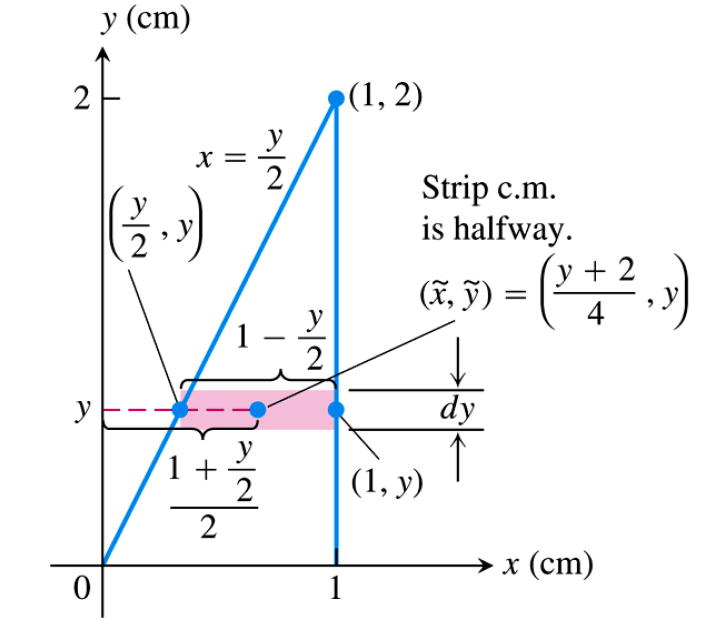 y (cm)
2
(1, 2)
x = y/2
(y/2, y)
Strip c.m.
is halfway.
(x̃, ỹ) = ((y + 2)/4, y)
1 − y/2
y
dy
(1 + y/2)/2
(1, y)
x (cm)
0
1